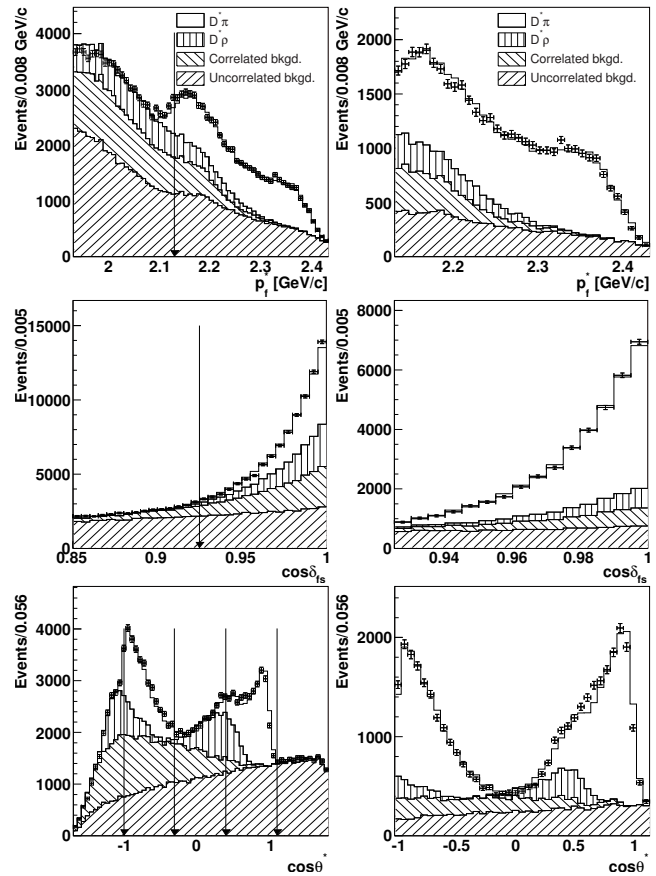 D*π
D*ρ
Correlated bkgd.
Uncorrelated bkgd.
Events/0.008 GeV/c
4000
3000
2000
1000
0
2 2.1 2.2 2.3 2.4
p*f [GeV/c]
D*π
D*ρ
Correlated bkgd.
Uncorrelated bkgd.
Events/0.008 GeV/c
2000
1500
1000
500
0
2.2 2.3 2.4
p*f [GeV/c]
Events/0.005
15000
10000
5000
0
0.85 0.9 0.95 1
cosδfs
Events/0.005
8000
6000
4000
2000
0
0.94 0.96 0.98 1
cosδfs
Events/0.056
4000
3000
2000
1000
0
-1 0 1
cosθ*
Events/0.056
2000
1000
0
-1 -0.5 0 0.5 1
cosθ*